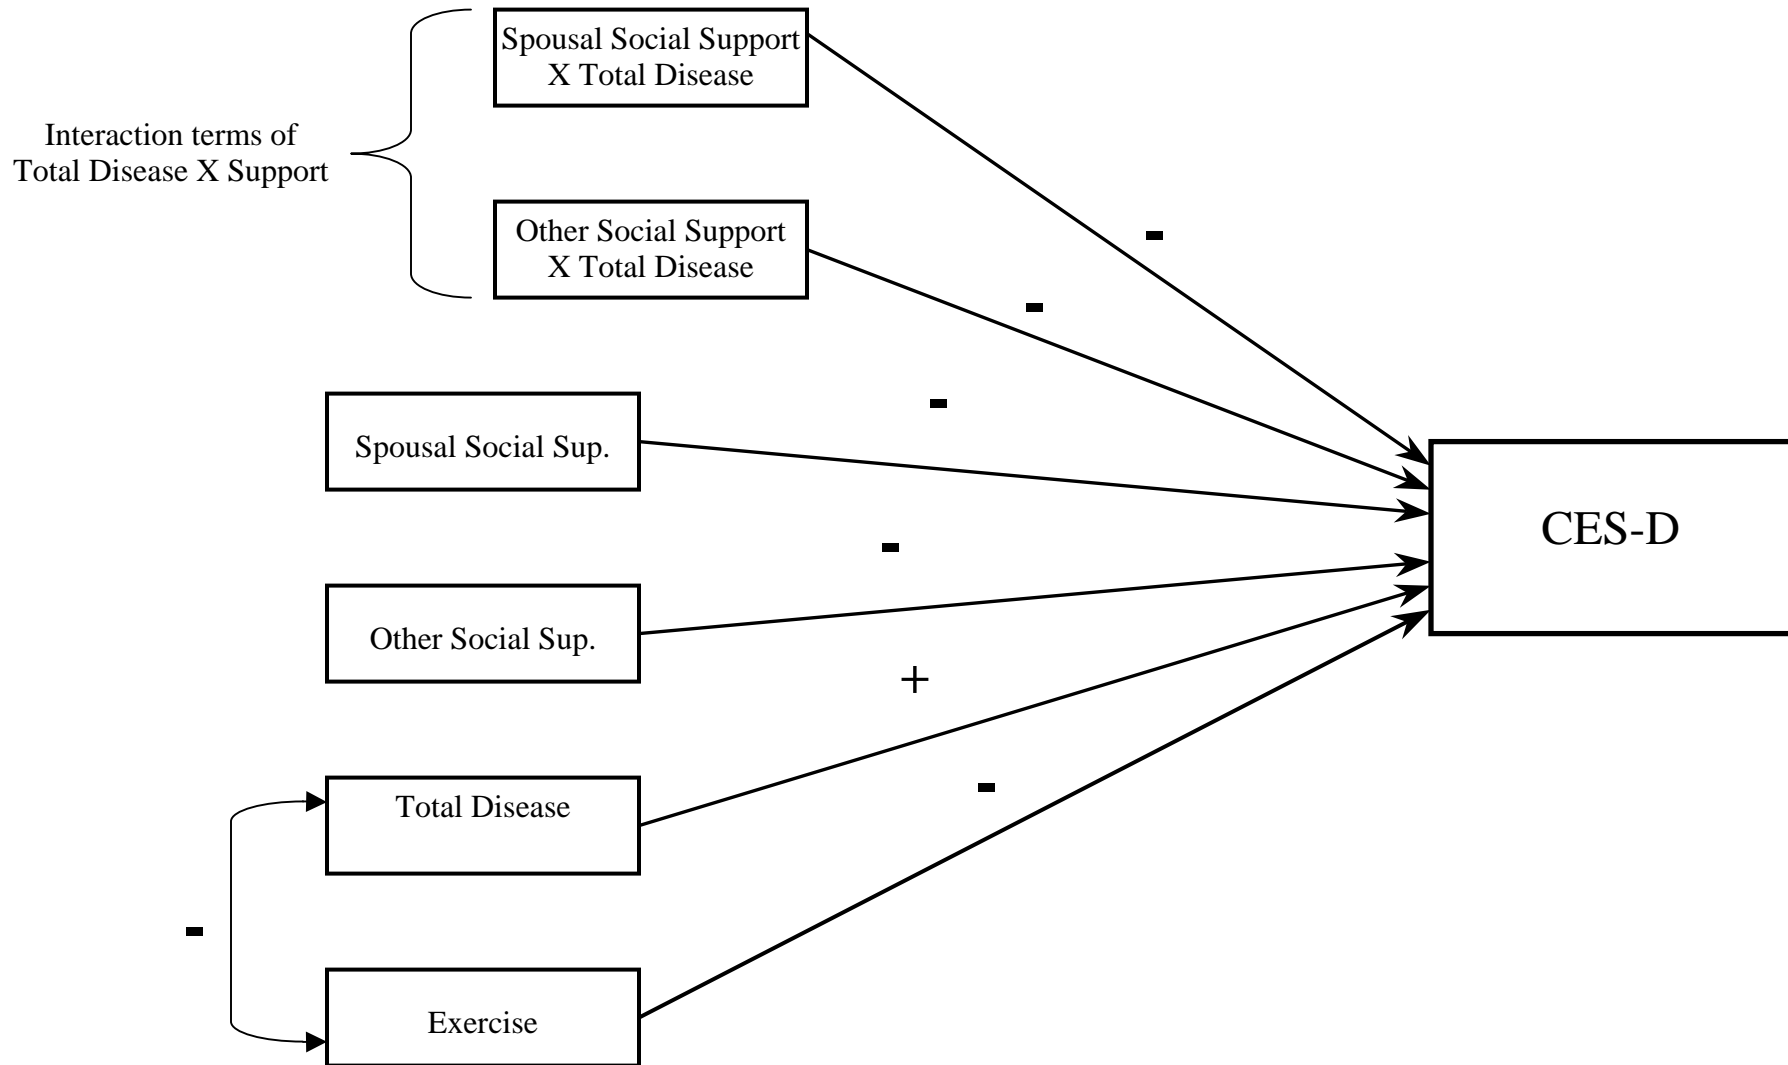 Spousal Social Support
X Total Disease
Interaction terms of
Total Disease X Support
Other Social Support
X Total Disease
-
-
-
Spousal Social Sup.
CES-D
-
Other Social Sup.
+
-
Total Disease
-
Exercise